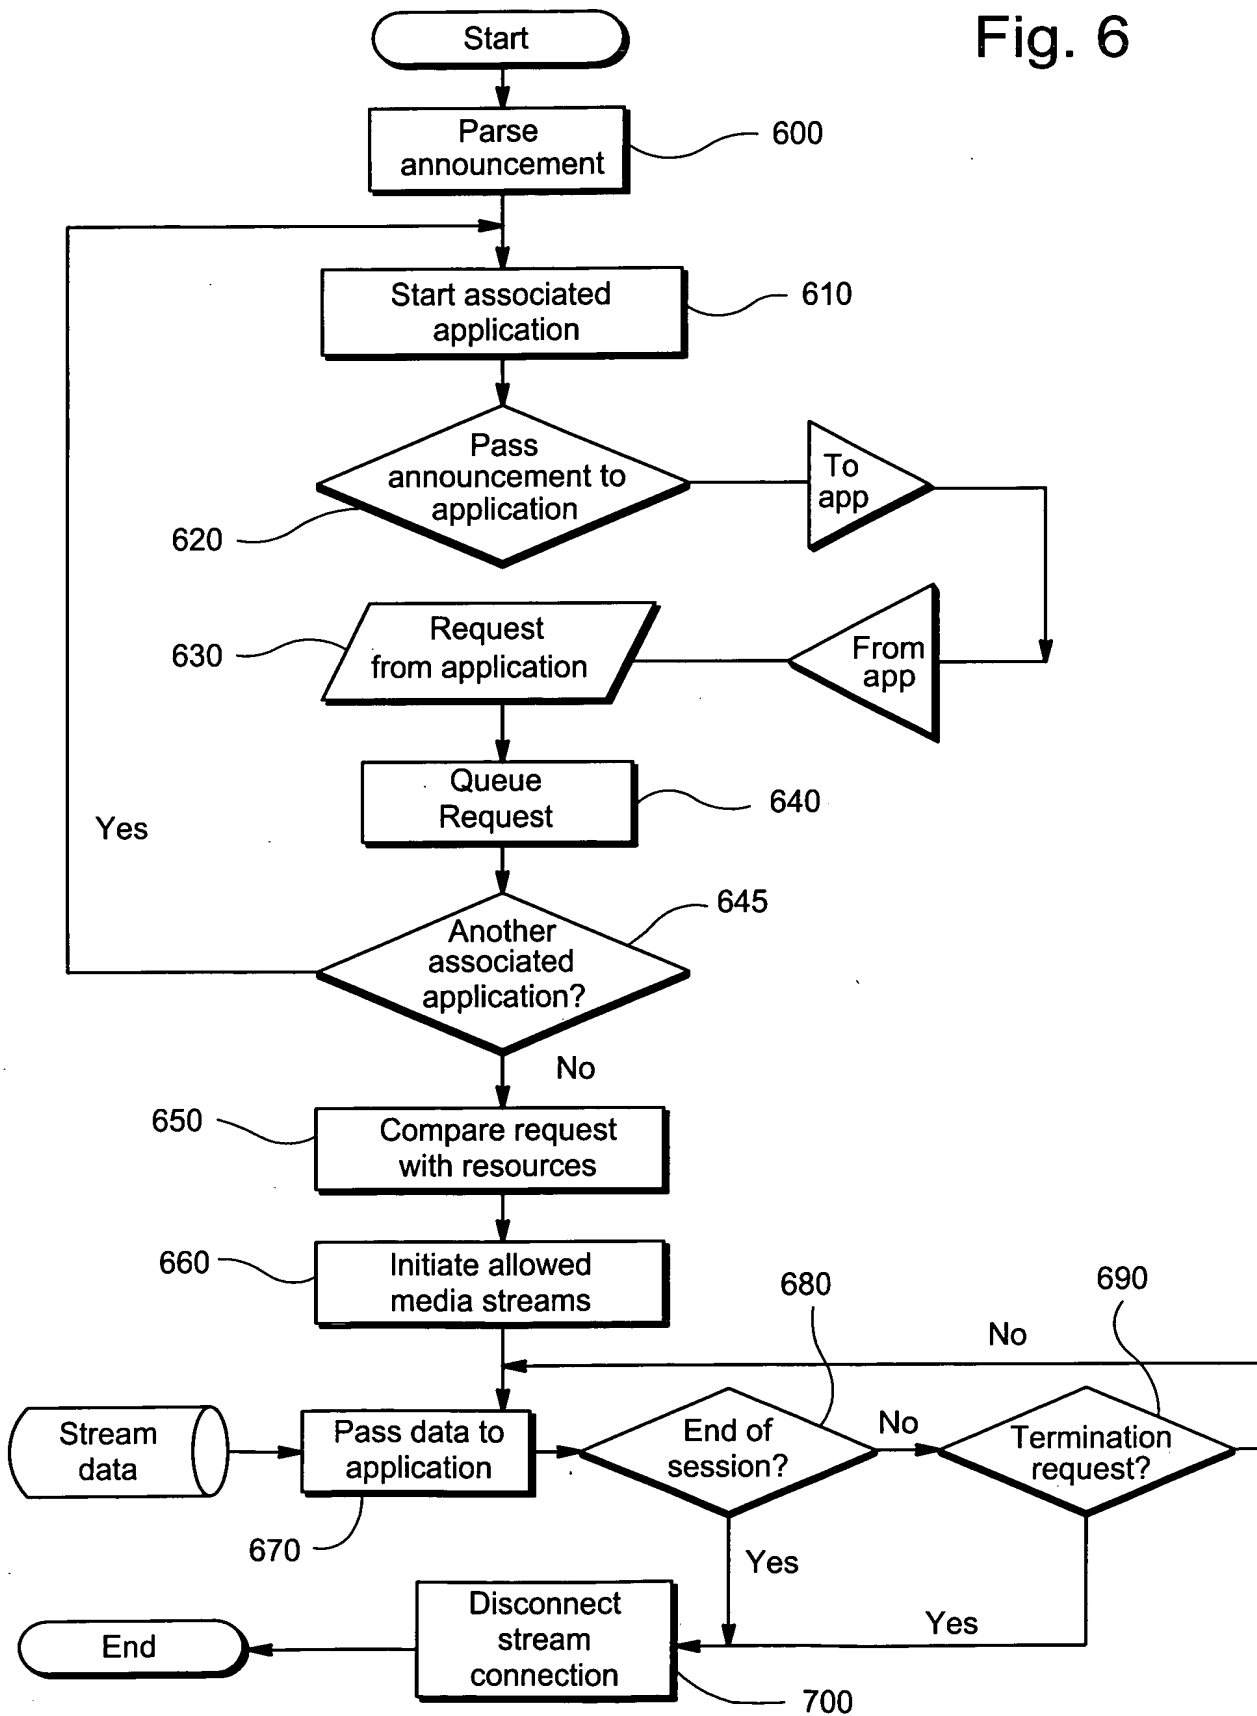 Fig. 6
Start
Parse
announcement
600
Start associated
application
610
Pass
announcement to
application
620
To
app
From
app
Request
from application
630
Queue
Request
640
Yes
Another
associated
application?
645
No
Compare request
with resources
650
Initiate allowed
media streams
660
Stream
data
Pass data to
application
670
End of
session?
680
No
Termination
request?
690
No
Yes
Yes
Disconnect
stream
connection
700
End